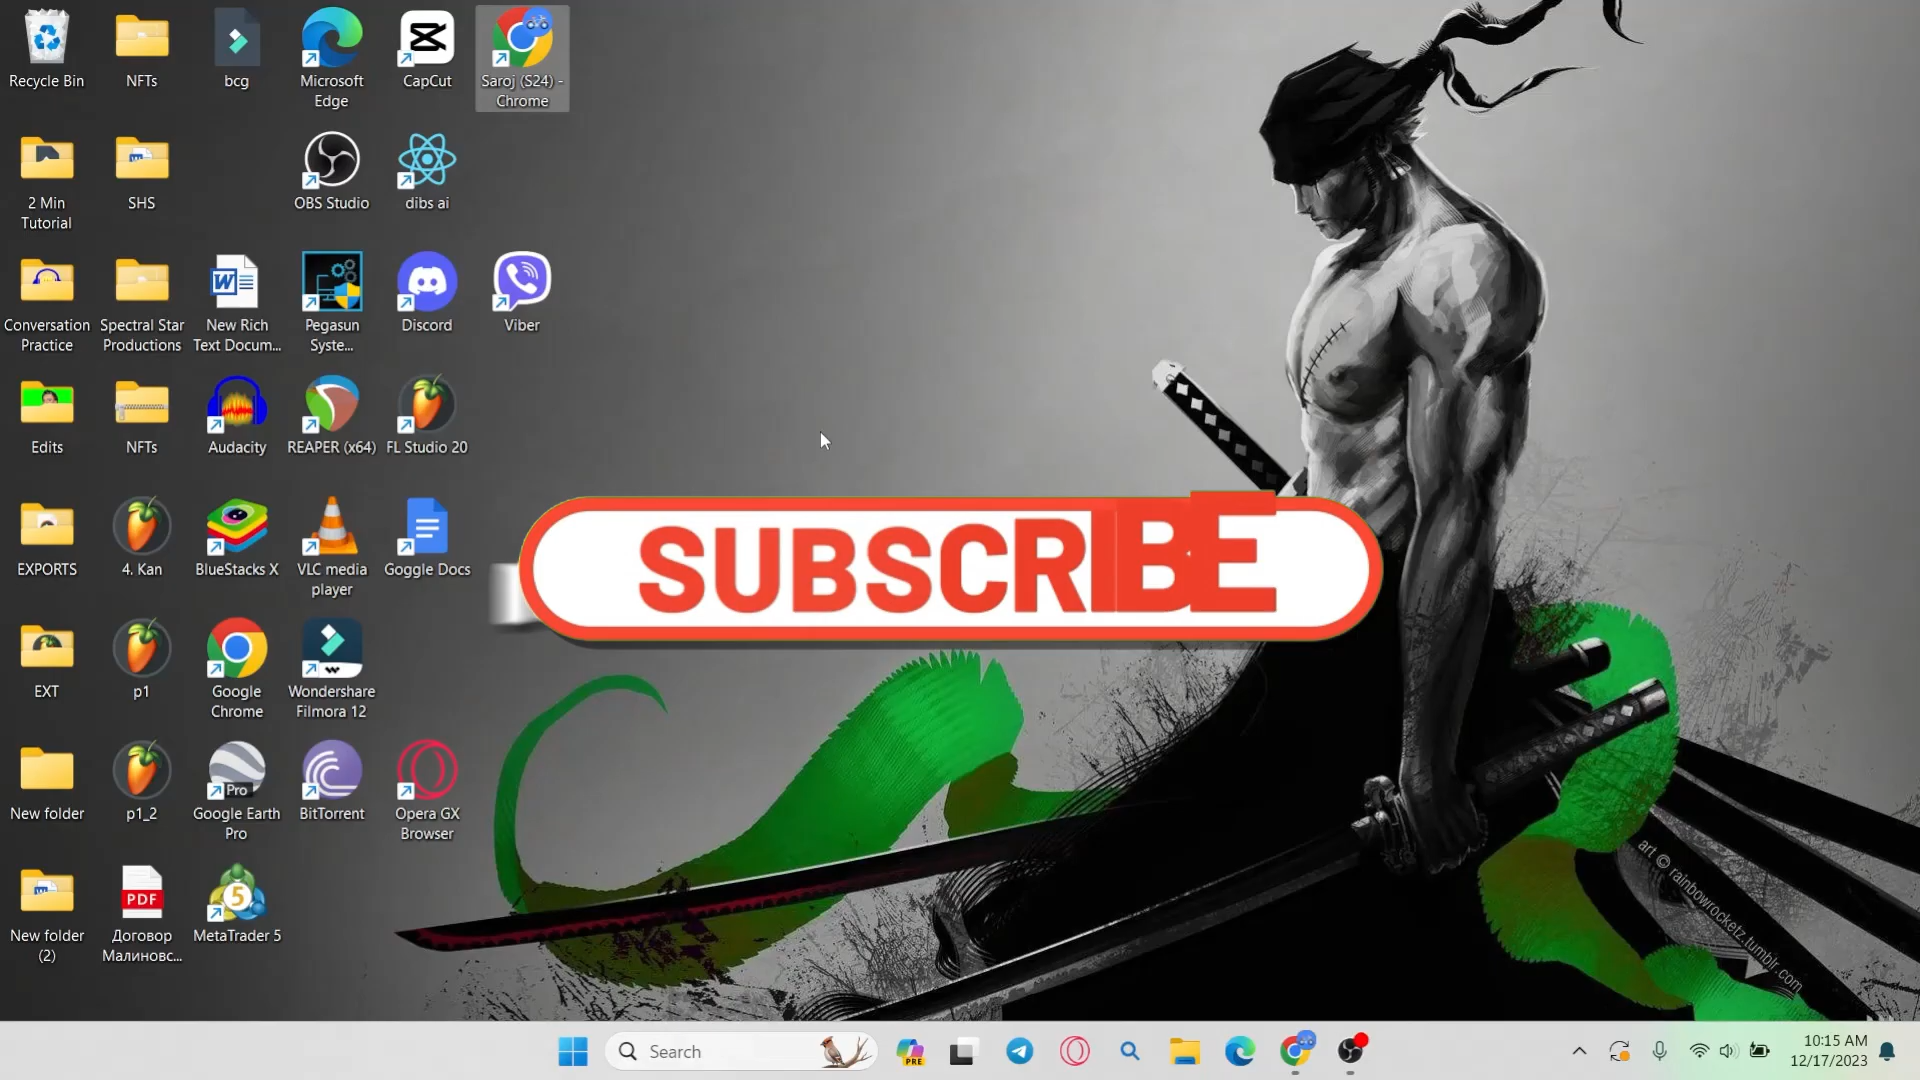 Recycle Bin
NFTs
bcg
Microsoft
Edge
CapCut
Saroj (S24) -
Chrome
2 Min
Tutorial
SHS
OBS Studio
dibs ai
Conversation
Practice
Spectral Star
Productions
New Rich
Text Docum...
Pegasun
Syste...
Discord
Viber
Edits
NFTs
Audacity
REAPER (x64)
FL Studio 20
EXPORTS
4. Kan
BlueStacks X
VLC media
player
Goggle Docs
SUBSCRIBE
EXT
p1
Google
Chrome
Wondershare
Filmora 12
New folder
p1_2
Pro
Google Earth
Pro
BitTorrent
Opera GX
Browser
New folder
(2)
PDF
Договор
Малиновс...
5
MetaTrader 5
art © rainbowrocketz.tumblr.com
Search
PRE
10:15 AM
12/17/2023